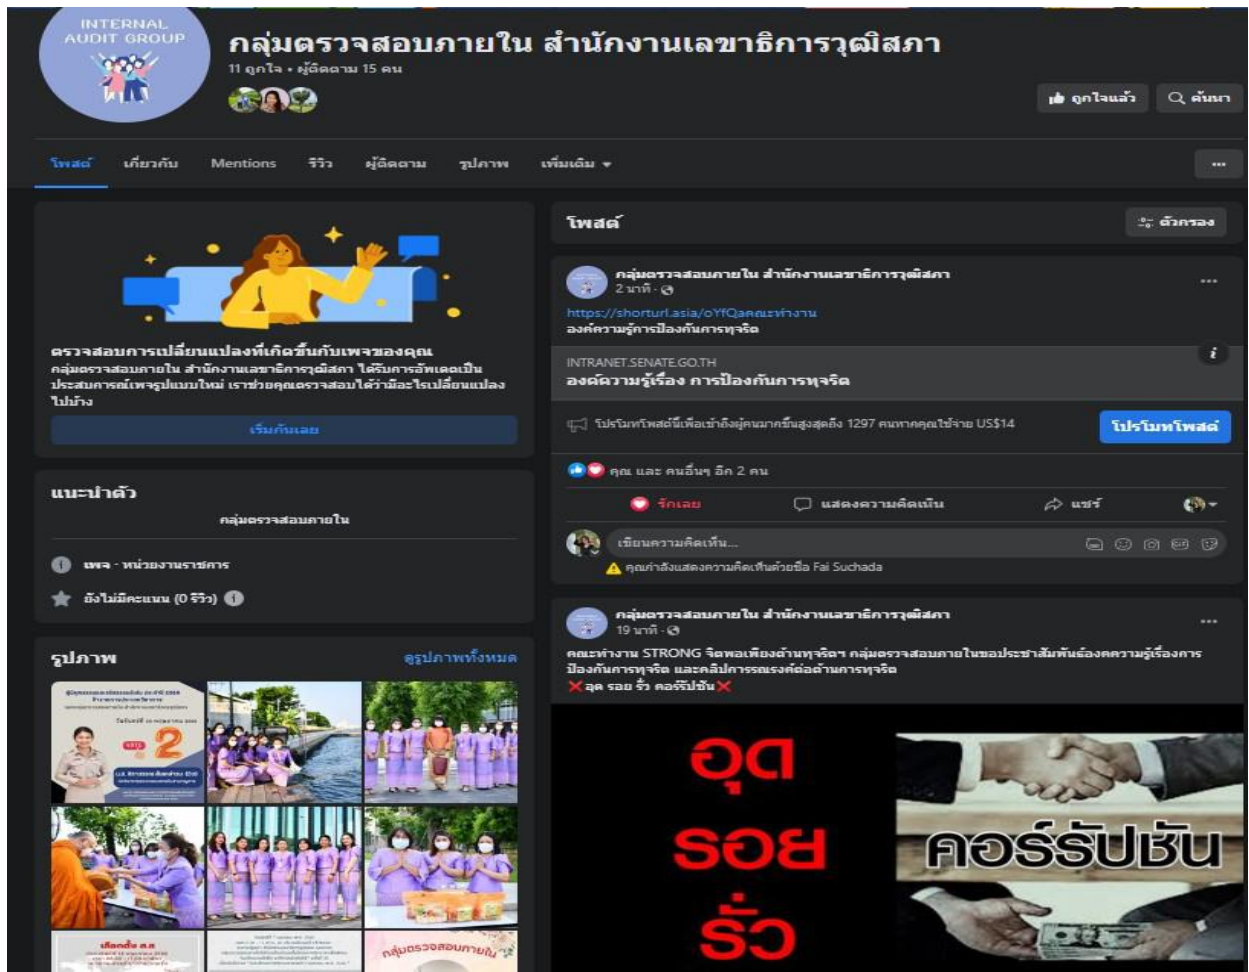 INTERNAL
AUDIT GROUP
กลุ่มตรวจสอบภายใน สำนักงานเลขาธิการวุฒิสภา
11 ถูกใจ • ผู้ติดตาม 15 คน
ถูกใจแล้ว
ค้นหา
โพสต์ เกี่ยวกับ Mentions รีวิว ผู้ติดตาม รูปภาพ เพิ่มเติม
ตรวจสอบการเปลี่ยนแปลงที่เกิดขึ้นกับเพจของคุณ
กลุ่มตรวจสอบภายใน สำนักงานเลขาธิการวุฒิสภา ได้รับการอัพเดตเป็น
ประสบการณ์เพจรูปแบบใหม่ เราช่วยคุณตรวจสอบได้ว่ามีอะไรเปลี่ยนแปลง
ไปบ้าง
เริ่มกันเลย
แนะนำตัว
กลุ่มตรวจสอบภายใน
เพจ · หน่วยงานราชการ
ยังไม่มีคะแนน (0 รีวิว)
รูปภาพ
ดูรูปภาพทั้งหมด
2
เลือกตั้ง ส.ส
กลุ่มตรวจสอบภายใน
โพสต์
ตัวกรอง
กลุ่มตรวจสอบภายใน สำนักงานเลขาธิการวุฒิสภา
2 นาที ·
https://shorturl.asia/oYfQaคณะทำงาน
องค์ความรู้การป้องกันการทุจริต
INTRANET.SENATE.GO.TH
องค์ความรู้เรื่อง การป้องกันการทุจริต
โปรโมทโพสต์นี้เพื่อเข้าถึงผู้คนมากขึ้นสูงสุดถึง 1297 คนหากคุณใช้จ่าย US$14
โปรโมทโพสต์
คุณ และ คนอื่นๆ อีก 2 คน
รักเลย
แสดงความคิดเห็น
แชร์
เขียนความคิดเห็น...
คุณกำลังแสดงความคิดเห็นด้วยชื่อ Fai Suchada
กลุ่มตรวจสอบภายใน สำนักงานเลขาธิการวุฒิสภา
19 นาที ·
คณะทำงาน STRONG จิตพอเพียงต้านทุจริตฯ กลุ่มตรวจสอบภายในขอประชาสัมพันธ์องคความรู้เรื่องการ
ป้องกันการทุจริต และคลิปการรณรงค์ต่อต้านการทุจริต
❌อุด รอย รั่ว คอร์รัปชัน❌
อุด
รอย
รั่ว
คอร์รัปชัน